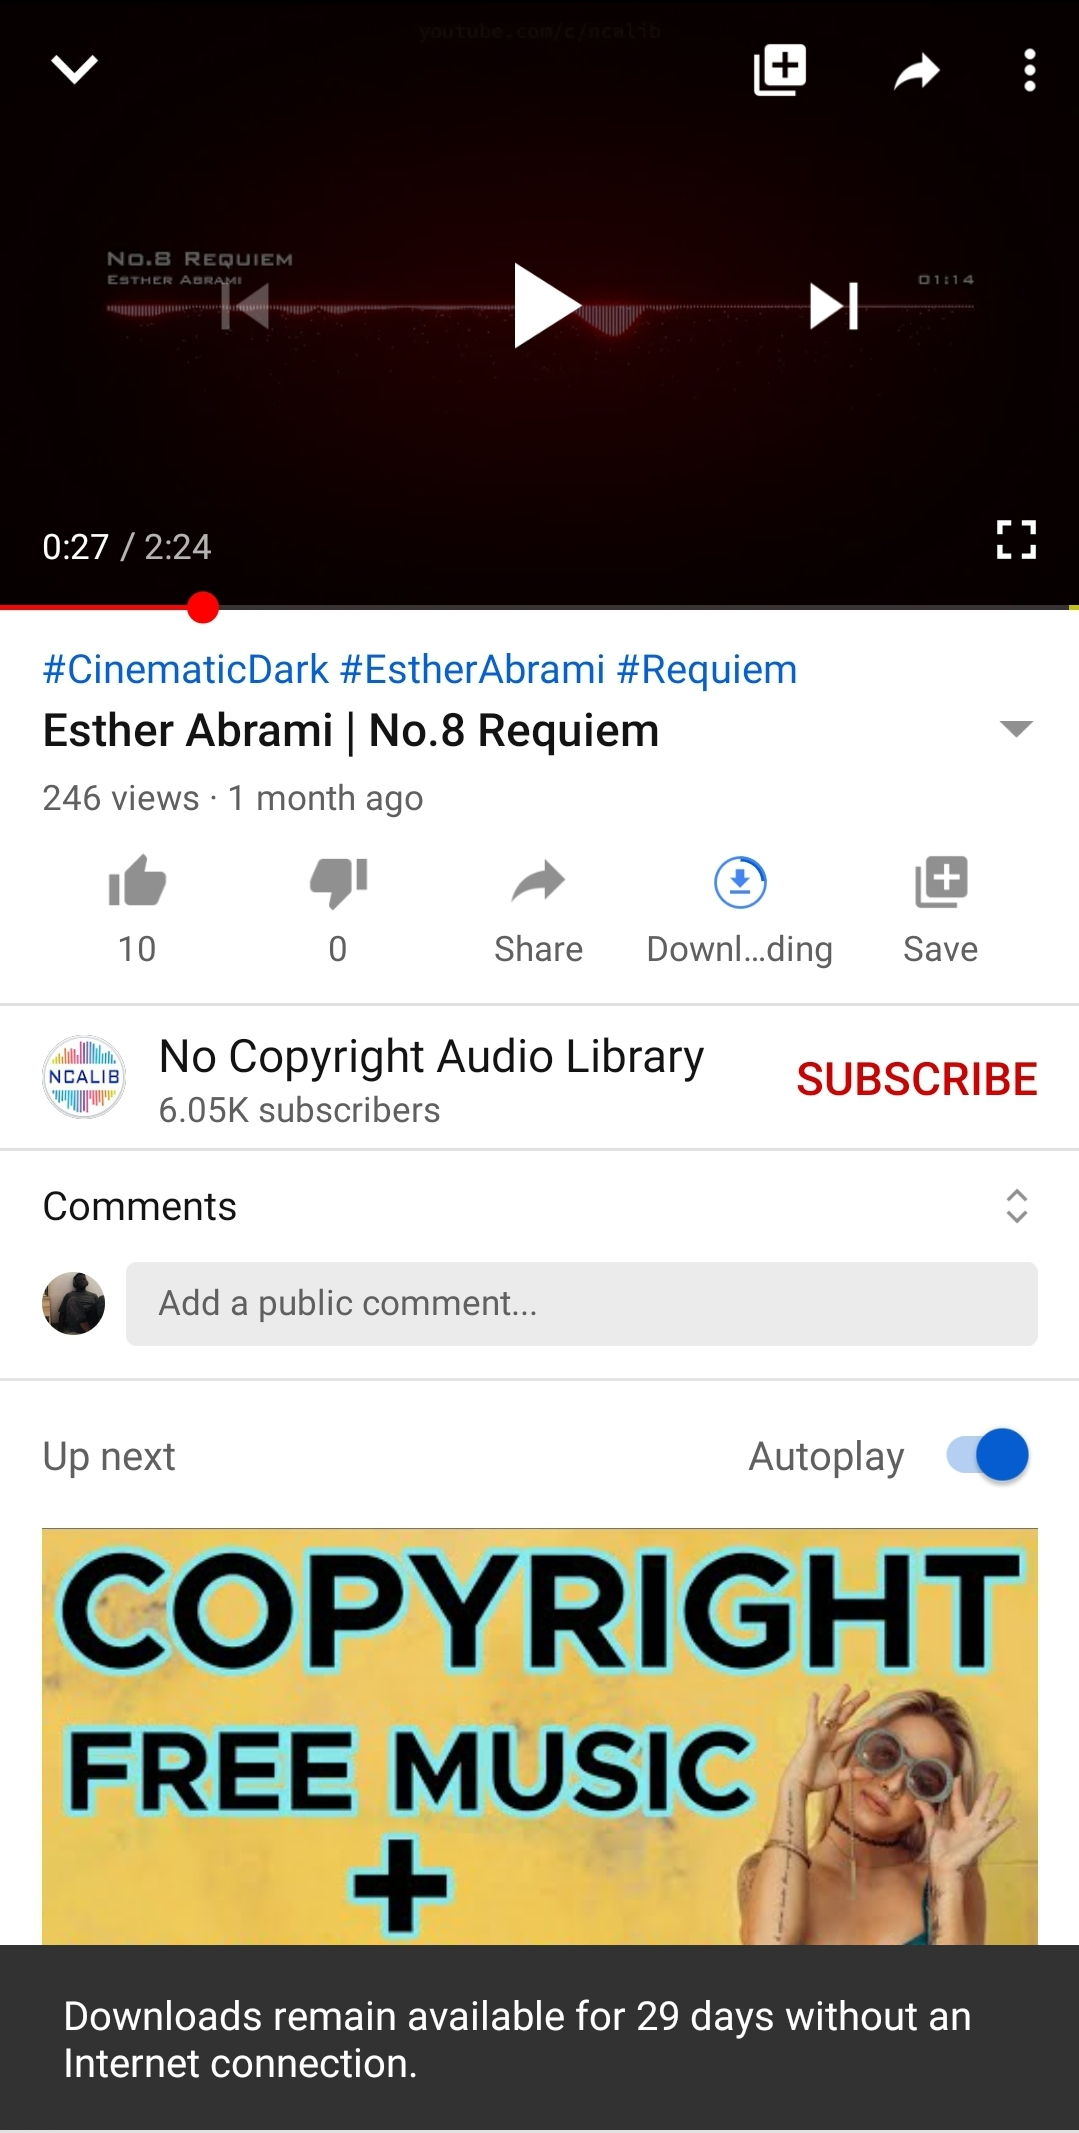 youtube.com/c/ncalib
No.8 Requiem
Esther Abrami
01:14
0:27 / 2:24
#CinematicDark #EstherAbrami #Requiem
Esther Abrami | No.8 Requiem
246 views · 1 month ago
10
0
Share
Downl...ding
Save
NCALIB
No Copyright Audio Library
6.05K subscribers
SUBSCRIBE
Comments
Add a public comment...
Up next
Autoplay
COPYRIGHT
FREE MUSIC
+
Downloads remain available for 29 days without an
Internet connection.